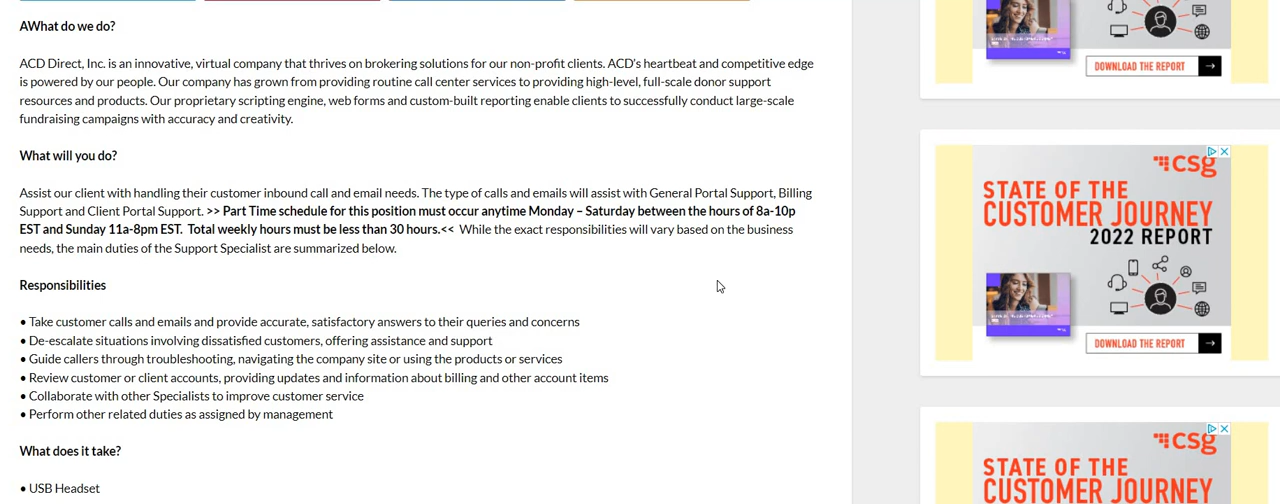 AWhat do we do?
ACD Direct, Inc. is an innovative, virtual company that thrives on brokering solutions for our non-profit clients. ACD's heartbeat and competitive edge
is powered by our people. Our company has grown from providing routine call center services to providing high-level, full-scale donor support
resources and products. Our proprietary scripting engine, web forms and custom-built reporting enable clients to successfully conduct large-scale
fundraising campaigns with accuracy and creativity.
What will you do?
Assist our client with handling their customer inbound call and email needs. The type of calls and emails will assist with General Portal Support, Billing
Support and Client Portal Support. >> Part Time schedule for this position must occur anytime Monday – Saturday between the hours of 8a-10p
EST and Sunday 11a-8pm EST. Total weekly hours must be less than 30 hours.<< While the exact responsibilities will vary based on the business
needs, the main duties of the Support Specialist are summarized below.
Responsibilities
• Take customer calls and emails and provide accurate, satisfactory answers to their queries and concerns
• De-escalate situations involving dissatisfied customers, offering assistance and support
• Guide callers through troubleshooting, navigating the company site or using the products or services
• Review customer or client accounts, providing updates and information about billing and other account items
• Collaborate with other Specialists to improve customer service
• Perform other related duties as assigned by management
What does it take?
• USB Headset
DOWNLOAD THE REPORT
csg
STATE OF THE
CUSTOMER JOURNEY
2022 REPORT
DOWNLOAD THE REPORT
csg
STATE OF THE
CUSTOMER JOURNEY